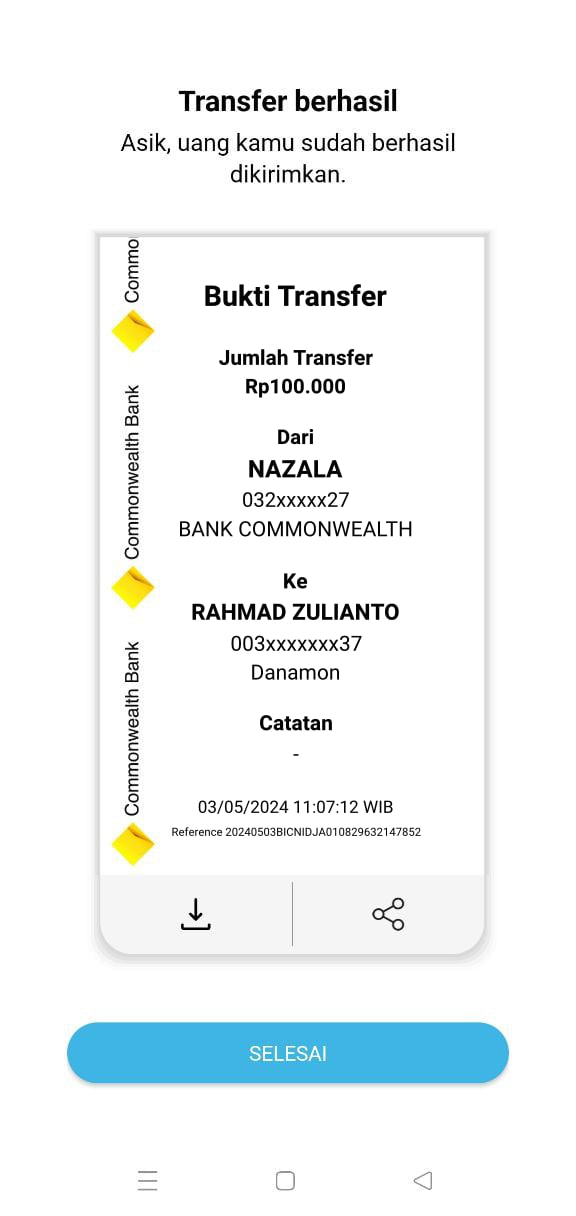 Transfer berhasil
Asik, uang kamu sudah berhasil
dikirimkan.
Commo
Commonwealth Bank
Commonwealth Bank
Bukti Transfer
Jumlah Transfer
Rp100.000
Dari
NAZALA
032xxxxx27
BANK COMMONWEALTH
Ke
RAHMAD ZULIANTO
003xxxxxxx37
Danamon
Catatan
-
03/05/2024 11:07:12 WIB
Reference 20240503BICNIDJA010829632147852
SELESAI